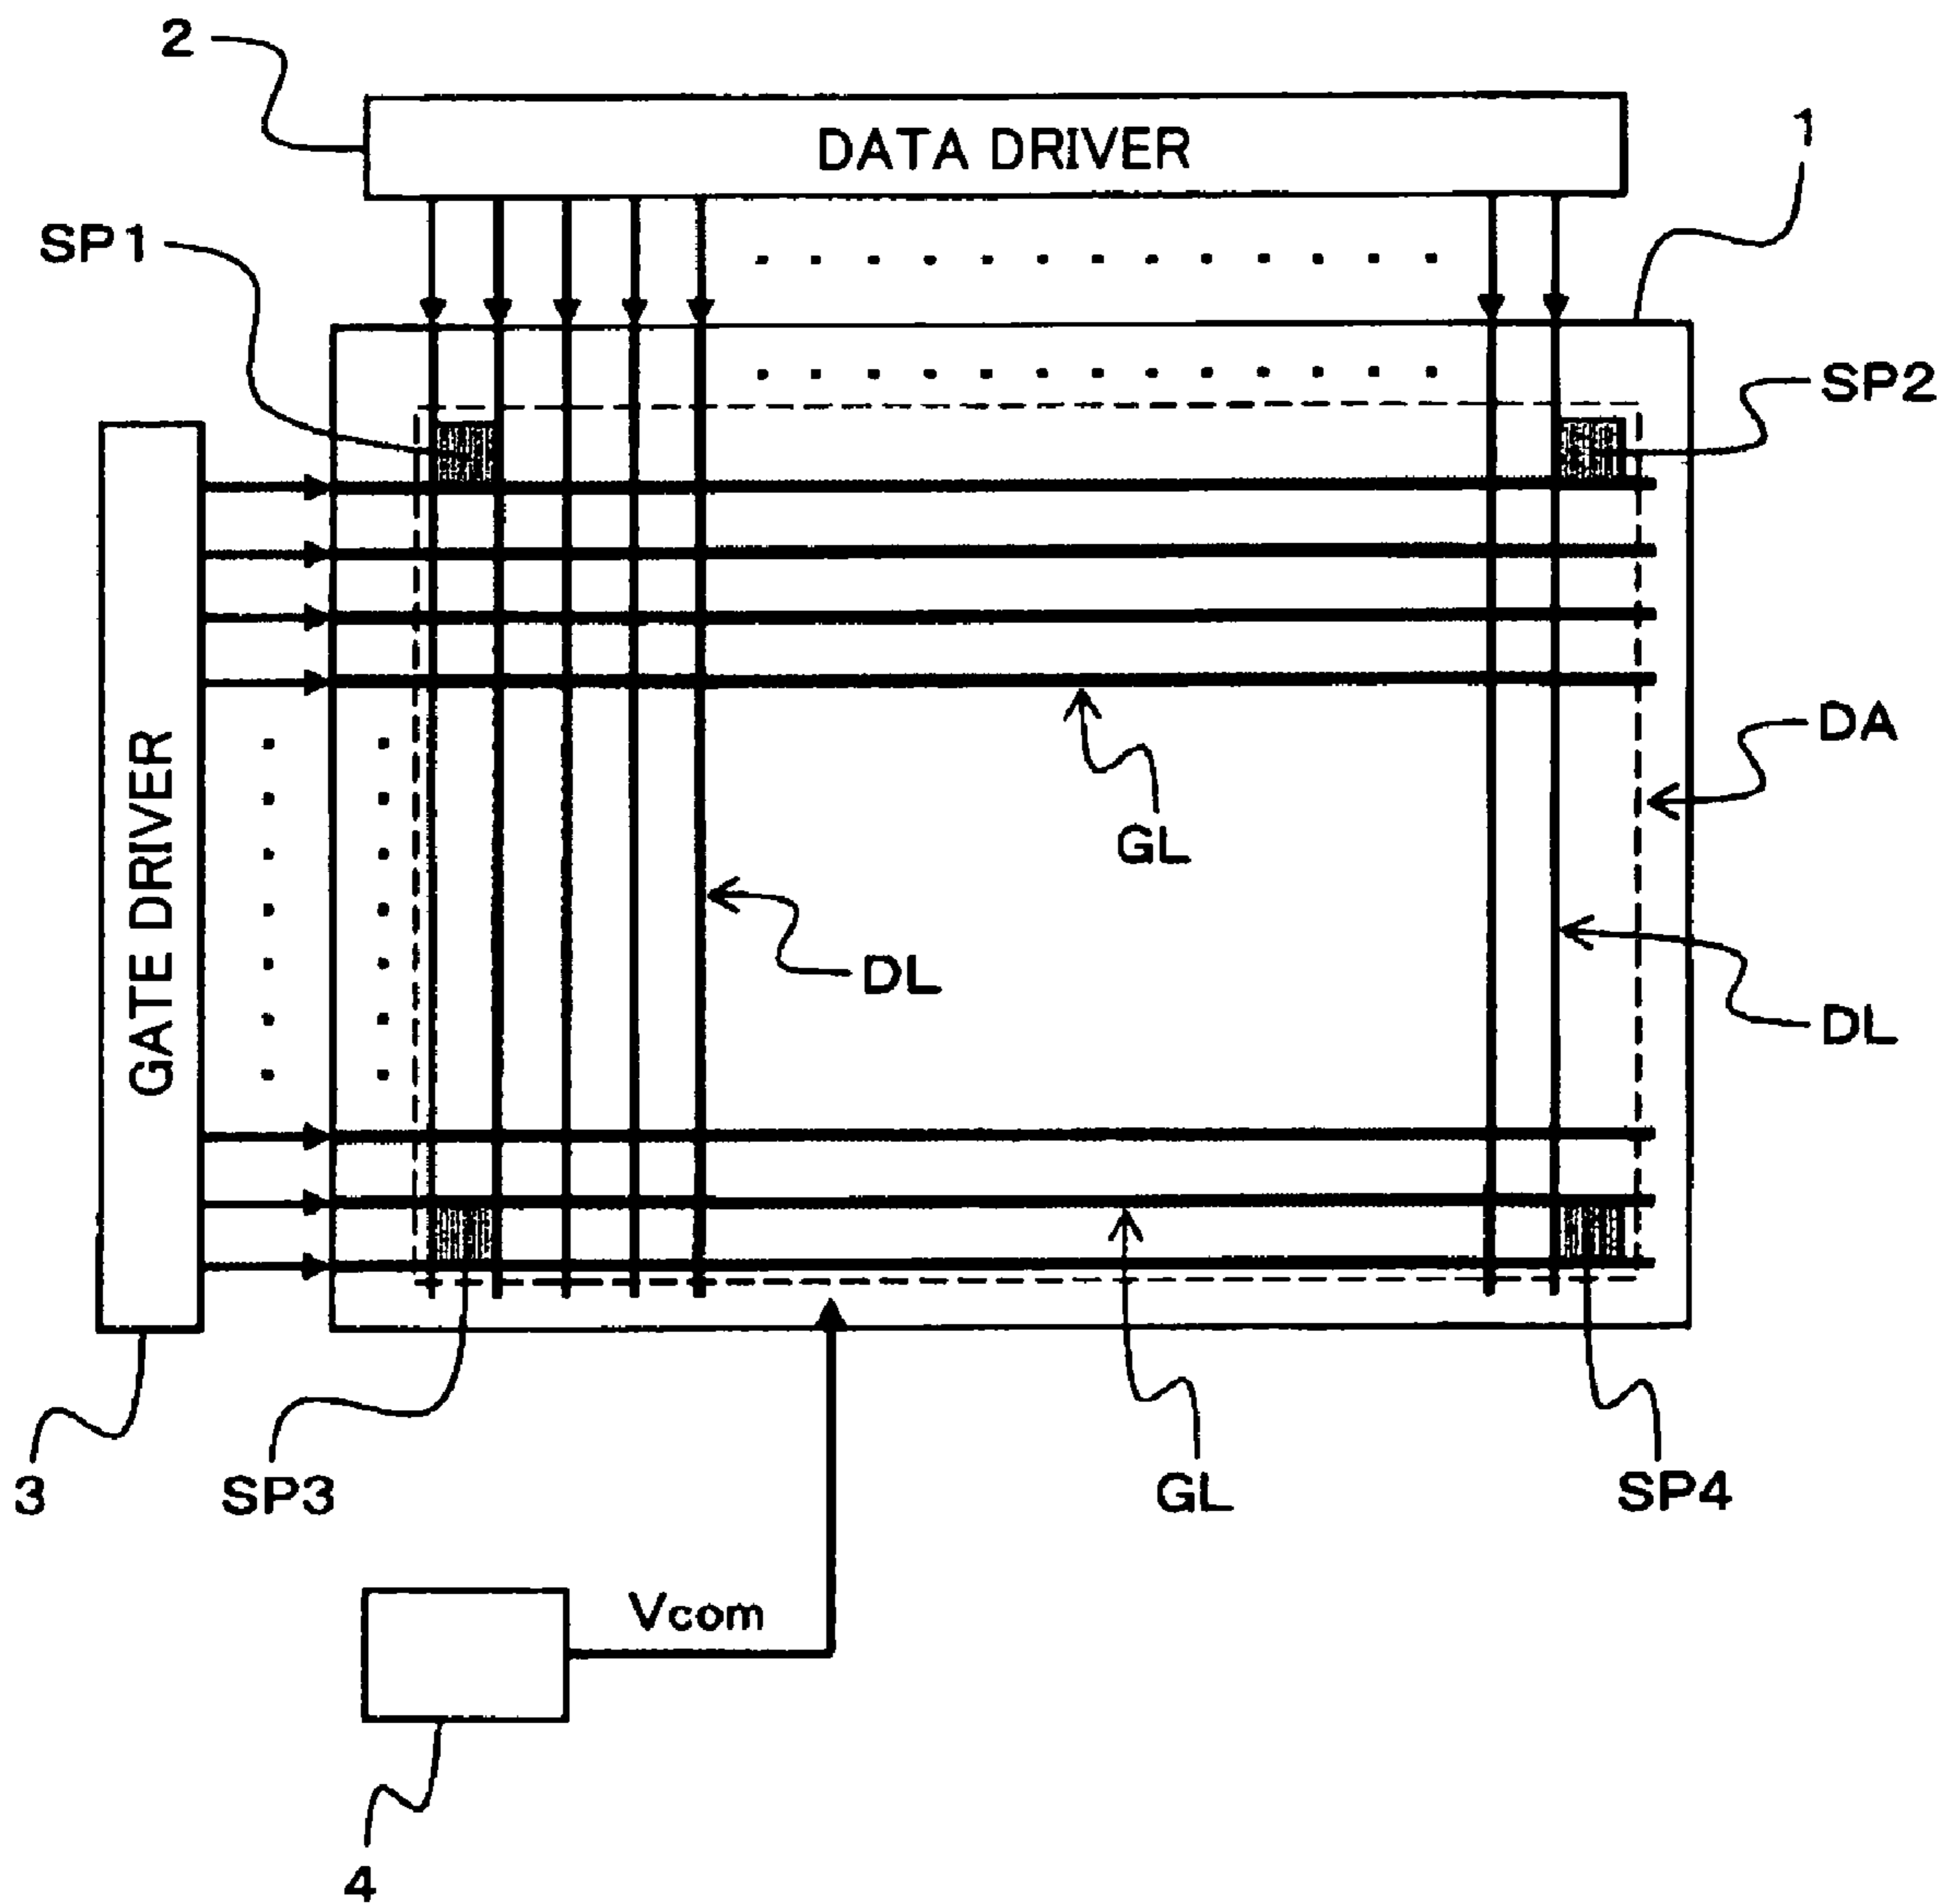 2
DATA DRIVER
1
SP1
SP2
GATE DRIVER
DA
GL
DL
DL
3
SP3
GL
SP4
Vcom
4